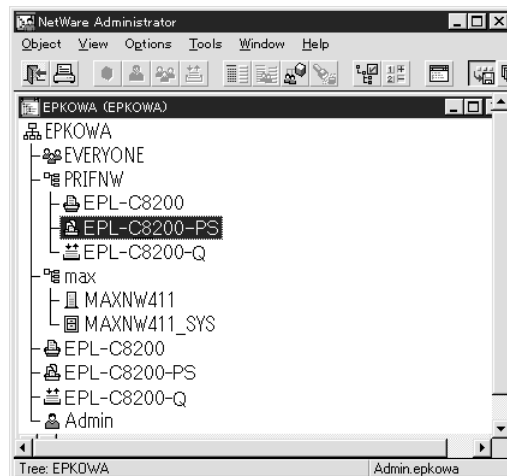 NetWare Administrator
Object View Options Tools Window Help
EPKOWA (EPKOWA)
EPKOWA
EVERYONE
PRIFNW
EPL-C8200
EPL-C8200-PS
EPL-C8200-Q
max
MAXNW411
MAXNW411_SYS
EPL-C8200
EPL-C8200-PS
EPL-C8200-Q
Admin
Tree: EPKOWA Admin.epkowa